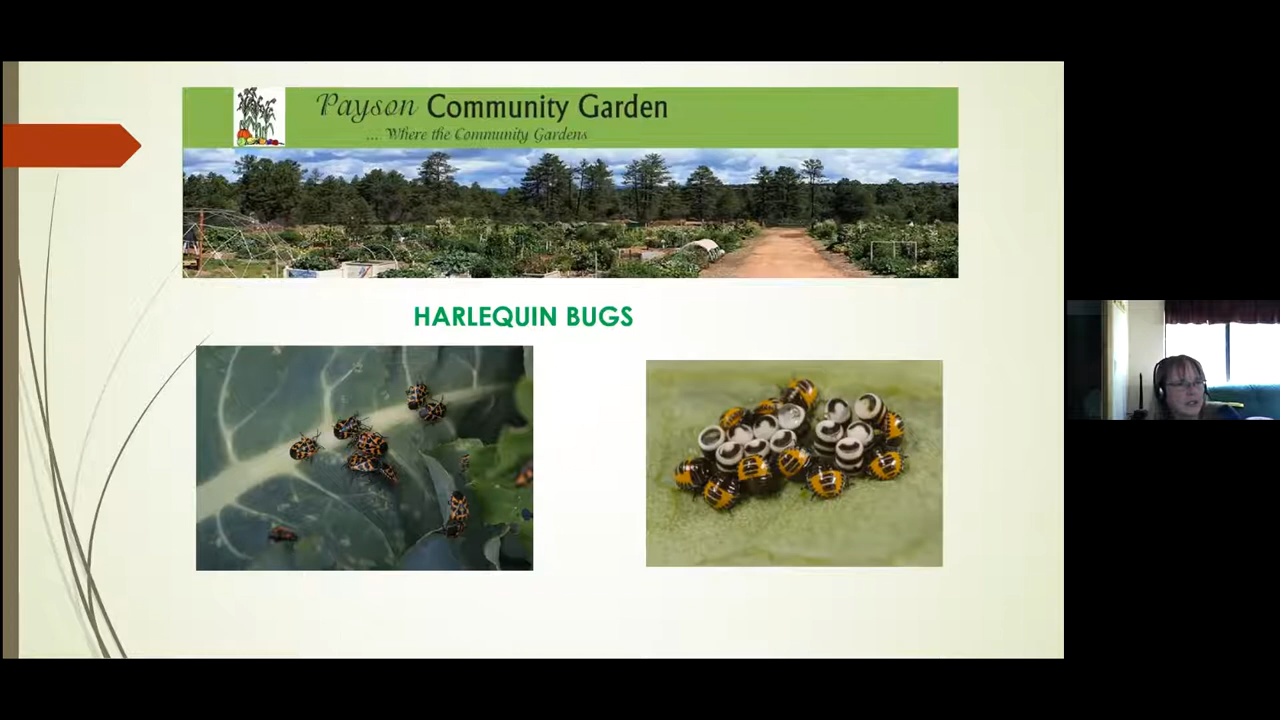 Payson Community Garden
... Where the Community Gardens
HARLEQUIN BUGS